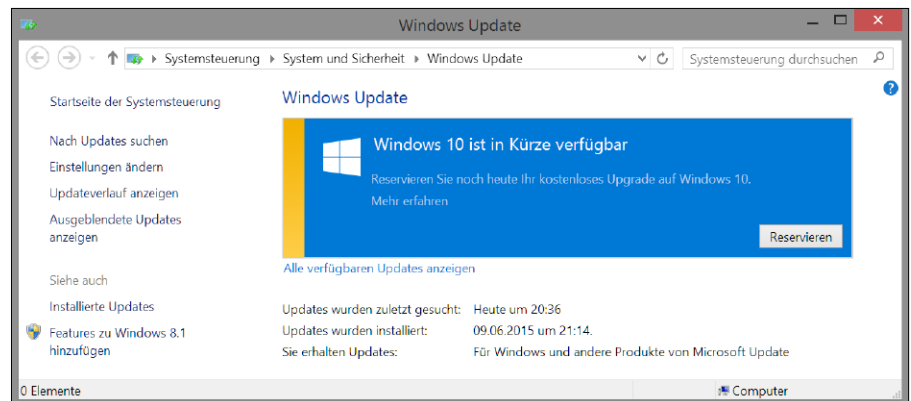 Windows Update
Systemsteuerung System und Sicherheit Windows Update Systemsteuerung durchsuchen
Startseite der Systemsteuerung
Nach Updates suchen
Einstellungen ändern
Updateverlauf anzeigen
Ausgeblendete Updates
anzeigen
Siehe auch
Installierte Updates
Features zu Windows 8.1
hinzufügen
Windows Update
Windows 10 ist in Kürze verfügbar
Reservieren Sie noch heute Ihr kostenloses Upgrade auf Windows 10.
Mehr erfahren
Reservieren
Alle verfügbaren Updates anzeigen
Updates wurden zuletzt gesucht: Heute um 20:36
Updates wurden installiert: 09.06.2015 um 21:14.
Sie erhalten Updates: Für Windows und andere Produkte von Microsoft Update
0 Elemente Computer